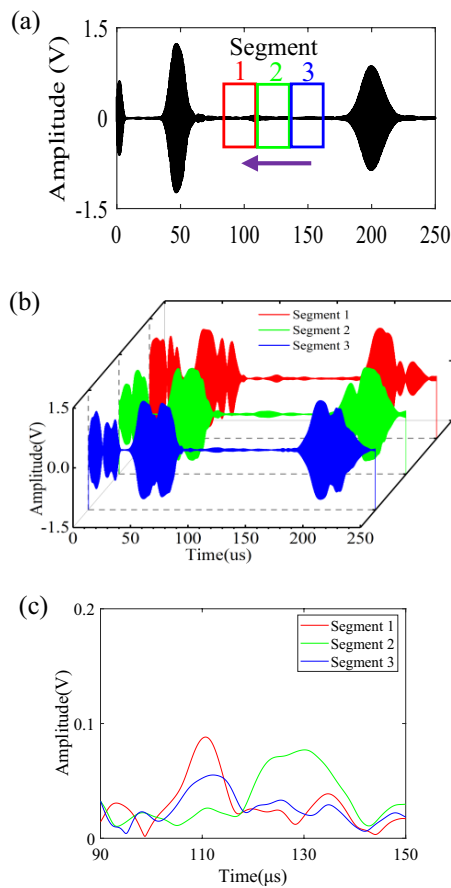 (a)
Amplitude (V)
1.5
0
-1.5
Segment
1 2 3
0 50 100 150 200 250
(b)
Segment 1
Segment 2
Segment 3
Amplitude(V)
1.5
0.0
-1.5
0 50 100 150 200 250
Time(us)
(c)
Amplitude(V)
0.2
0.1
0
Segment 1
Segment 2
Segment 3
90 110 130 150
Time(μs)